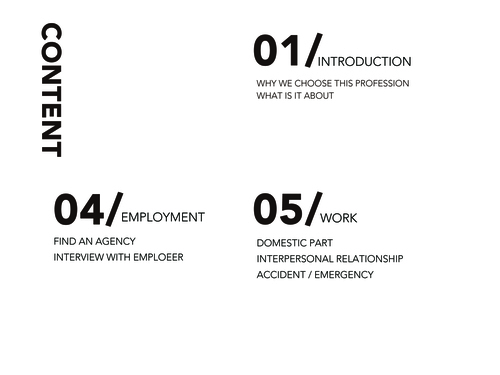 CONTENT
01/INTRODUCTION
WHY WE CHOOSE THIS PROFESSION
WHAT IS IT ABOUT
04/EMPLOYMENT
FIND AN AGENCY
INTERVIEW WITH EMPLOEER
05/WORK
DOMESTIC PART
INTERPERSONAL RELATIONSHIP
ACCIDENT / EMERGENCY